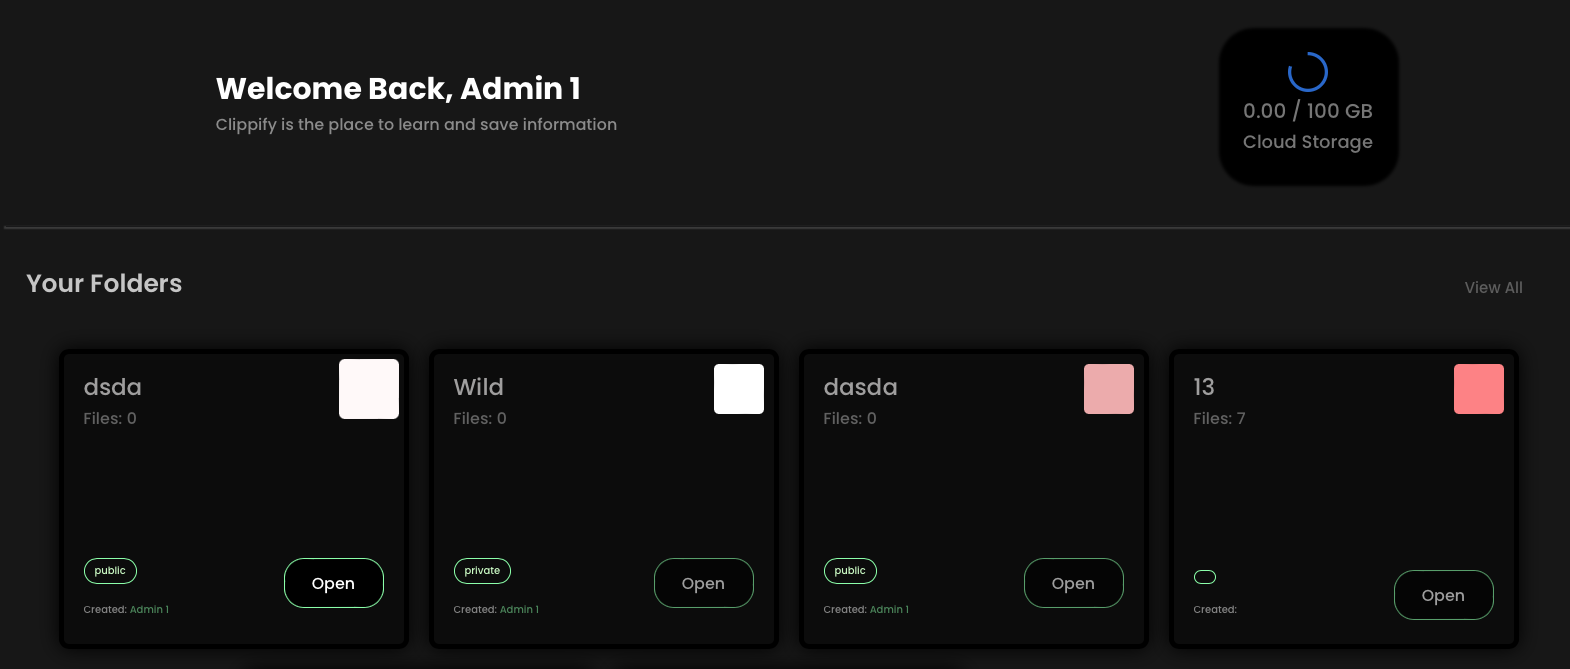 Welcome Back, Admin 1
Clippify is the place to learn and save information
0.00 / 100 GB
Cloud Storage
Your Folders
View All
dsda
Files: 0
public
Open
Created: Admin 1
Wild
Files: 0
private
Open
Created: Admin 1
dasda
Files: 0
public
Open
Created: Admin 1
13
Files: 7
Open
Created: